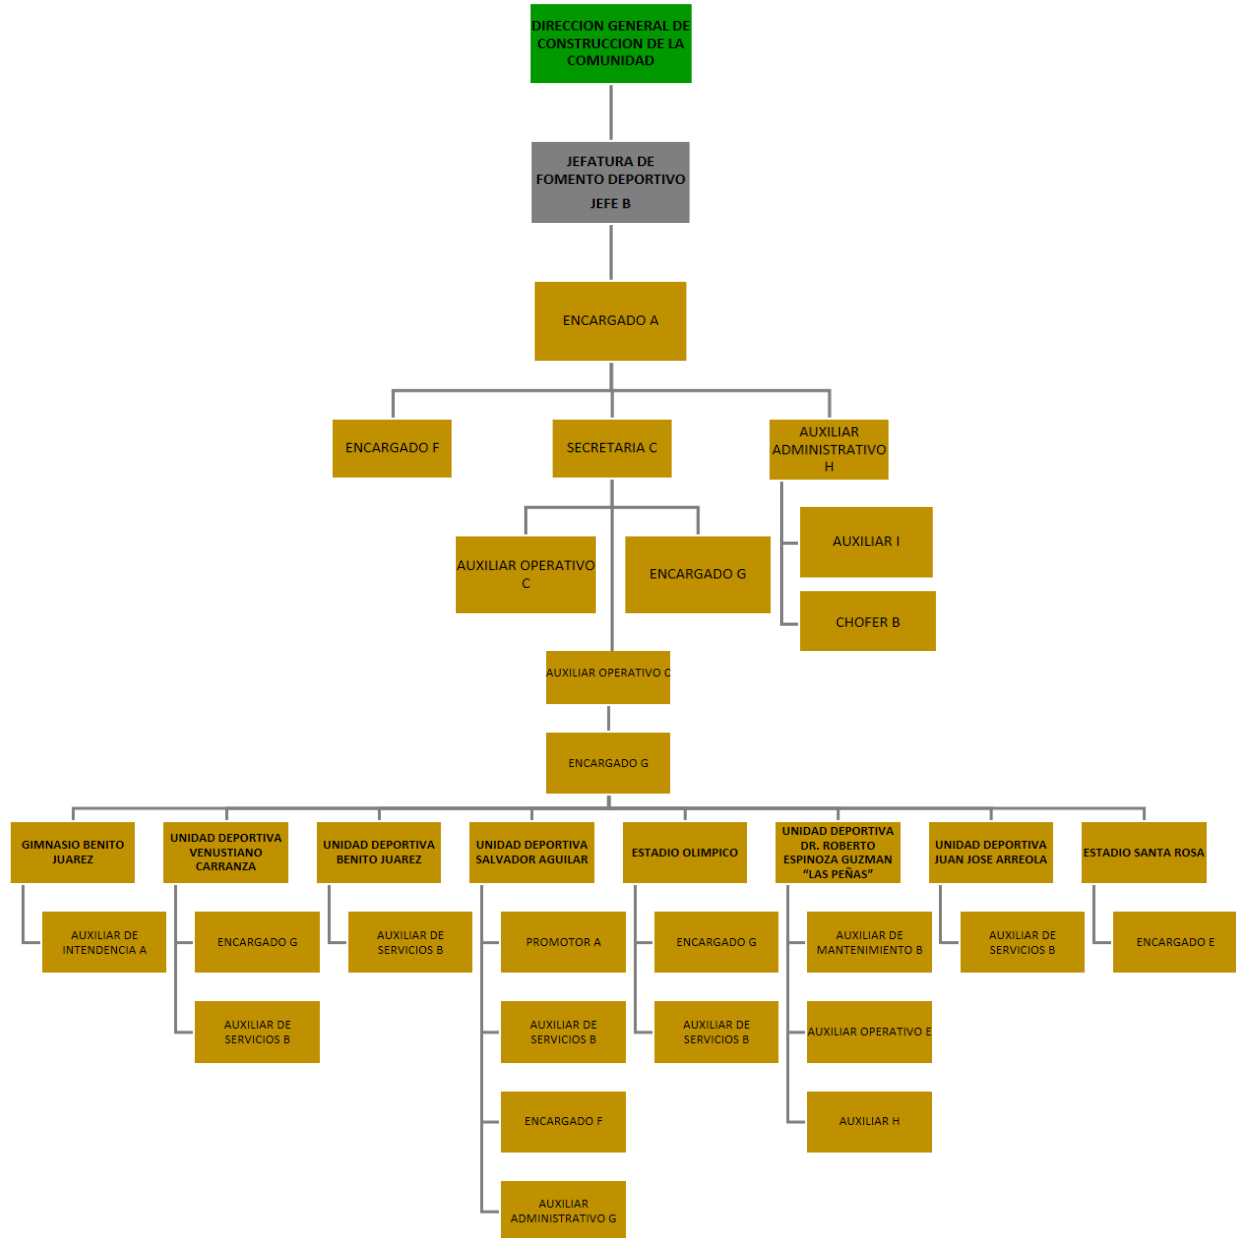 DIRECCION GENERAL DE
CONSTRUCCION DE LA
COMUNIDAD
JEFATURA DE
FOMENTO DEPORTIVO
JEFE B
ENCARGADO A
ENCARGADO F
SECRETARIA C
AUXILIAR
ADMINISTRATIVO
H
AUXILIAR OPERATIVO
C
ENCARGADO G
AUXILIAR I
CHOFER B
AUXILIAR OPERATIVO C
ENCARGADO G
GIMNASIO BENITO
JUAREZ
AUXILIAR DE
INTENDENCIA A
UNIDAD DEPORTIVA
VENUSTIANO
CARRANZA
ENCARGADO G
AUXILIAR DE
SERVICIOS B
UNIDAD DEPORTIVA
BENITO JUAREZ
AUXILIAR DE
SERVICIOS B
UNIDAD DEPORTIVA
SALVADOR AGUILAR
PROMOTOR A
AUXILIAR DE
SERVICIOS B
ENCARGADO F
AUXILIAR
ADMINISTRATIVO G
ESTADIO OLIMPICO
ENCARGADO G
AUXILIAR DE
SERVICIOS B
UNIDAD DEPORTIVA
DR. ROBERTO
ESPINOZA GUZMAN
“LAS PEÑAS”
AUXILIAR DE
MANTENIMIENTO B
AUXILIAR OPERATIVO E
AUXILIAR H
UNIDAD DEPORTIVA
JUAN JOSE ARREOLA
AUXILIAR DE
SERVICIOS B
ESTADIO SANTA ROSA
ENCARGADO E